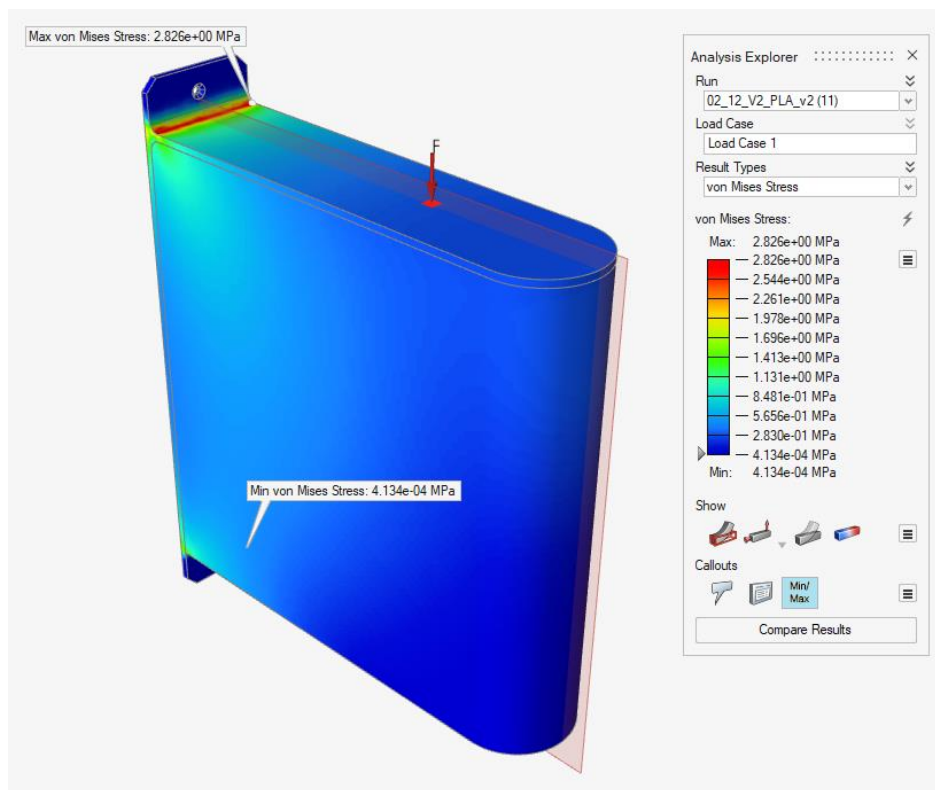 Max von Mises Stress: 2.826e+00 MPa
F
Min von Mises Stress: 4.134e-04 MPa
Analysis Explorer
Run
02_12_V2_PLA_v2 (11)
Load Case
Load Case 1
Result Types
von Mises Stress
von Mises Stress:
Max: 2.826e+00 MPa
2.826e+00 MPa
2.544e+00 MPa
2.261e+00 MPa
1.978e+00 MPa
1.696e+00 MPa
1.413e+00 MPa
1.131e+00 MPa
8.481e-01 MPa
5.656e-01 MPa
2.830e-01 MPa
4.134e-04 MPa
Min: 4.134e-04 MPa
Show
Callouts
Min/
Max
Compare Results